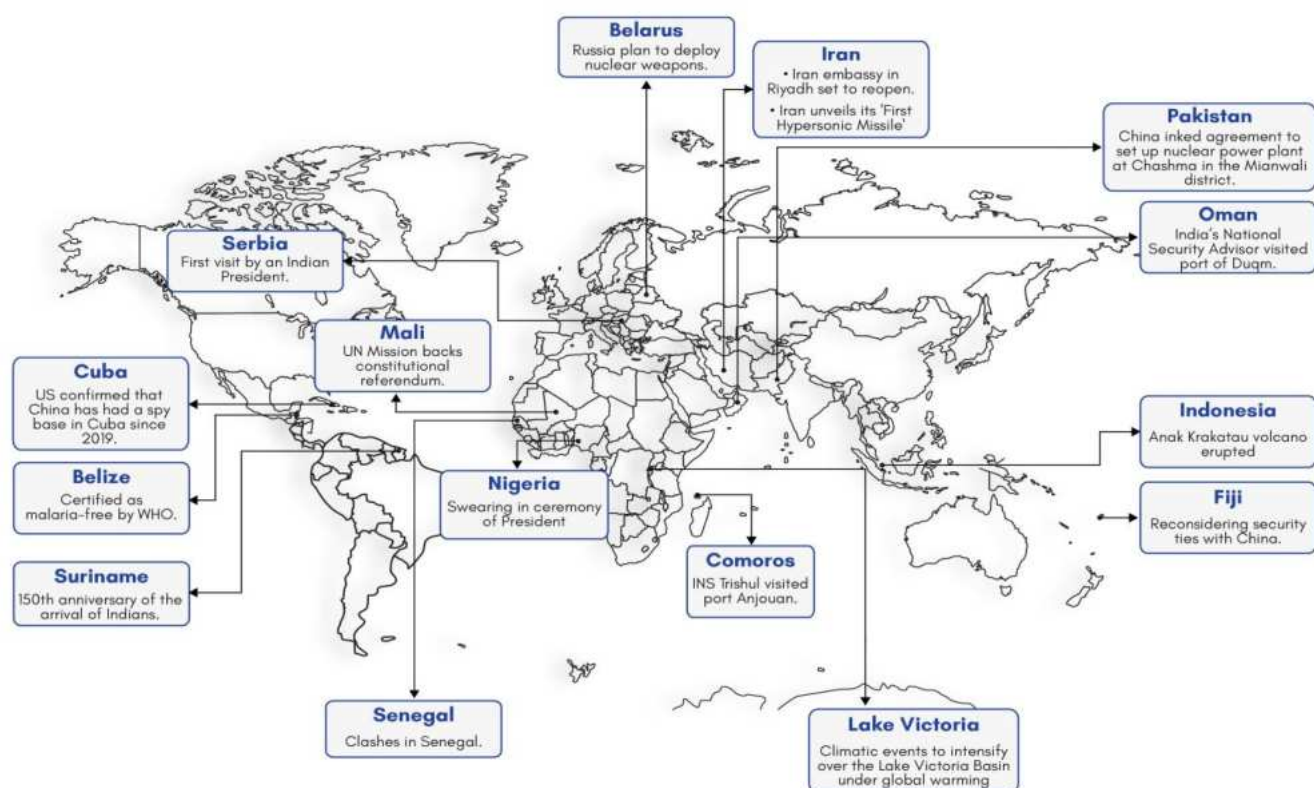 Belarus
Russia plan to deploy
nuclear weapons.
Iran
• Iran embassy in
Riyadh set to reopen.
• Iran unveils its 'First
Hypersonic Missile'
Pakistan
China inked agreement to
set up nuclear power plant
at Chashma in the Mianwali
district.
Serbia
First visit by an Indian
President.
Oman
India's National
Security Advisor visited
port of Duqm.
Mali
UN Mission backs
constitutional
referendum.
Cuba
US confirmed that
China has had a spy
base in Cuba since
2019.
Indonesia
Anak Krakatau volcano
erupted
Belize
Certified as
malaria-free by WHO.
Nigeria
Swearing in ceremony
of President
Fiji
Reconsidering security
ties with China.
Suriname
150th anniversary of the
arrival of Indians.
Comoros
INS Trishul visited
port Anjouan.
Senegal
Clashes in Senegal.
Lake Victoria
Climatic events to intensify
over the Lake Victoria Basin
under global warming